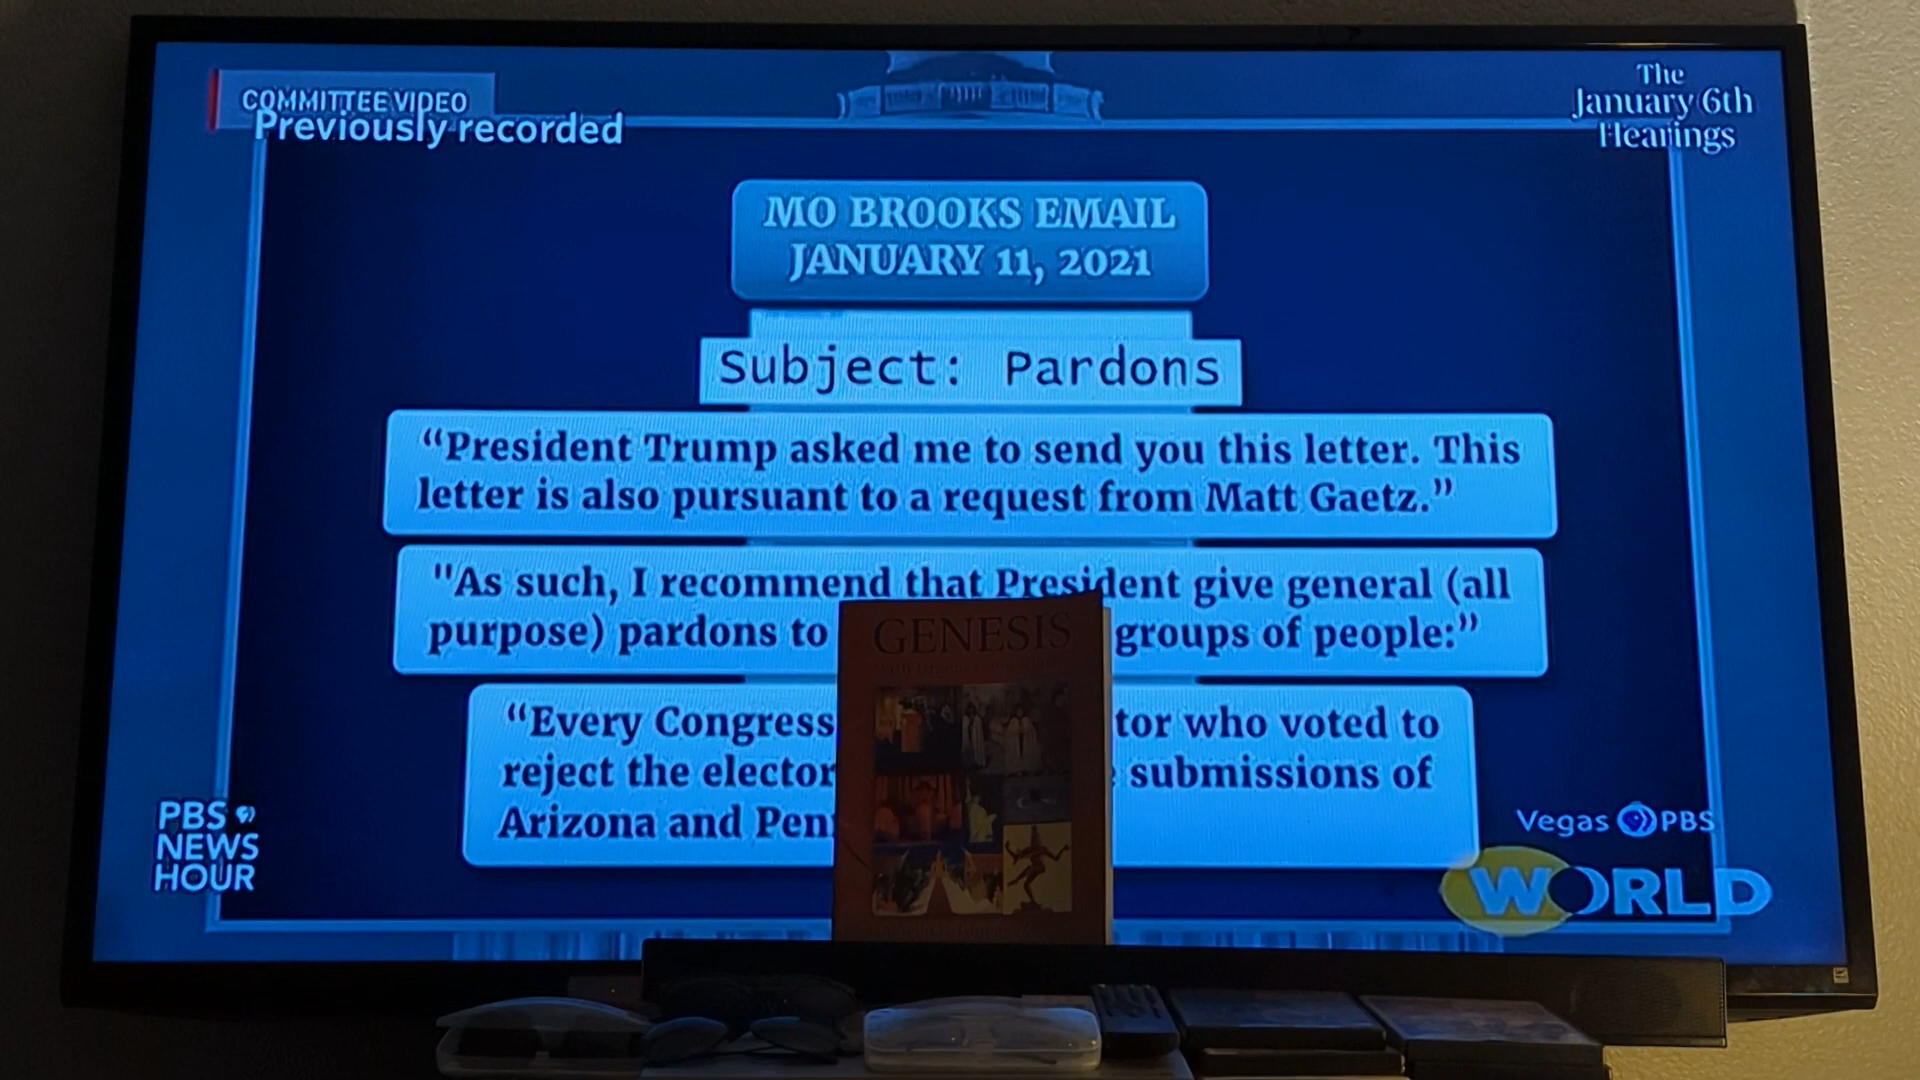 COMMITTEE VIDEO
Previously recorded
The
January 6th
Hearings
MO BROOKS EMAIL
JANUARY 11, 2021
Subject: Pardons
“President Trump asked me to send you this letter. This
letter is also pursuant to a request from Matt Gaetz.”
"As such, I recommend that President give general (all
purpose) pardons to groups of people:”
GENESIS
“Every Congress tor who voted to
reject the elector submissions of
Arizona and Pen
PBS
NEWS
HOUR
Vegas PBS
WORLD